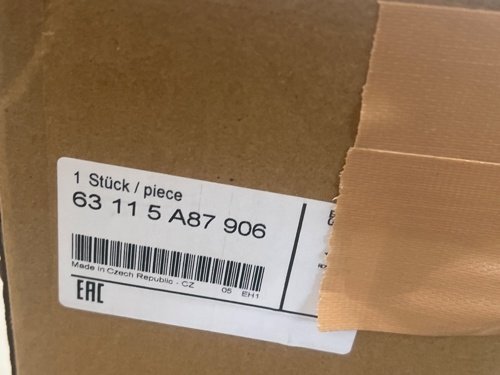 1 Stück / piece
63 11 5 A87 906
Made in Czech Republic - CZ 05 EH1
EAC